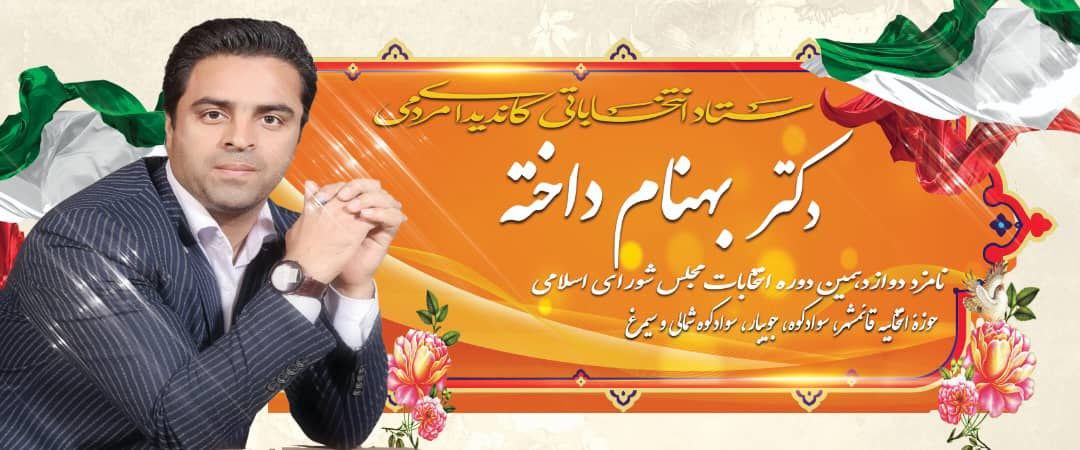 ستاد انتخاباتی کاندیدای مردمی
دکتر بهنام داخته
نامزد دوازدهمین دوره انتخابات مجلس شورای اسلامی
حوزۀ انتخابیه قائمشهر، سوادکوه، جویبار، سوادکوه شمالی و سیمرغ